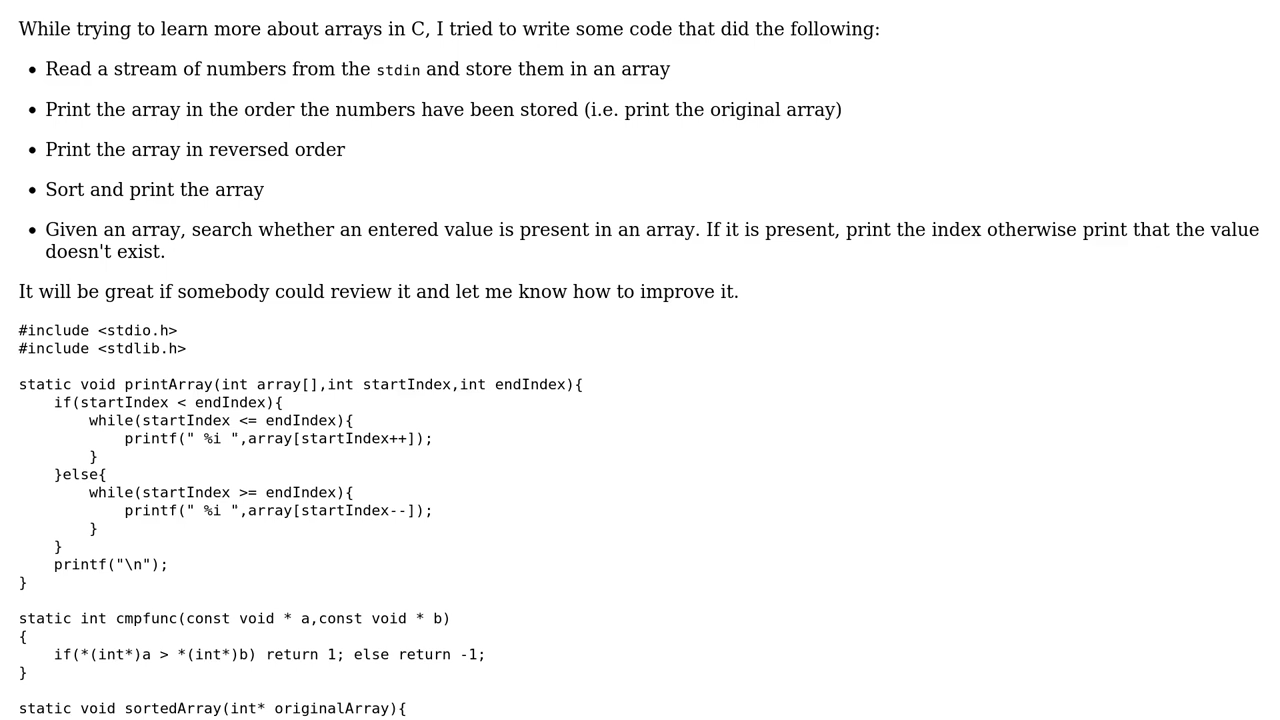 While trying to learn more about arrays in C, I tried to write some code that did the following:
• Read a stream of numbers from the stdin and store them in an array
• Print the array in the order the numbers have been stored (i.e. print the original array)
• Print the array in reversed order
• Sort and print the array
• Given an array, search whether an entered value is present in an array. If it is present, print the index otherwise print that the value
doesn't exist.
It will be great if somebody could review it and let me know how to improve it.
#include <stdio.h>
#include <stdlib.h>
static void printArray(int array[],int startIndex,int endIndex){
    if(startIndex < endIndex){
        while(startIndex <= endIndex){
            printf(" %i ",array[startIndex++]);
        }
    }else{
        while(startIndex >= endIndex){
            printf(" %i ",array[startIndex--]);
        }
    }
    printf("\n");
}
static int cmpfunc(const void * a,const void * b)
{
    if(*(int*)a > *(int*)b) return 1; else return -1;
}
static void sortedArray(int* originalArray){